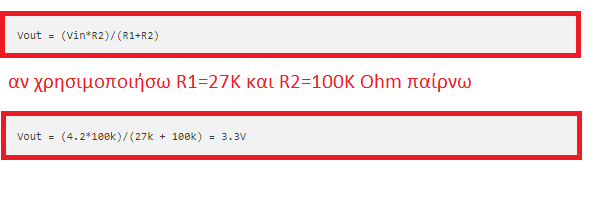 Vout = (Vin*R2)/(R1+R2)
αν χρησιμοποιήσω R1=27K και R2=100K Ohm παίρνω
Vout = (4.2*100k)/(27k + 100k) = 3.3V